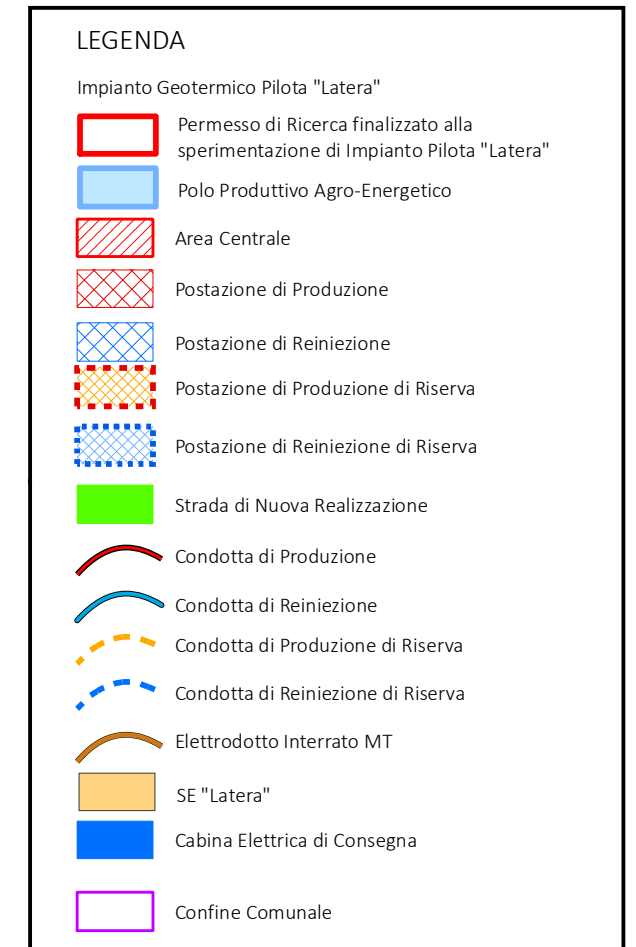 LEGENDA
Impianto Geotermico Pilota "Latera"
Permesso di Ricerca finalizzato alla
sperimentazione di Impianto Pilota "Latera"
Polo Produttivo Agro-Energetico
Area Centrale
Postazione di Produzione
Postazione di Reiniezione
Postazione di Produzione di Riserva
Postazione di Reiniezione di Riserva
Strada di Nuova Realizzazione
Condotta di Produzione
Condotta di Reiniezione
Condotta di Produzione di Riserva
Condotta di Reiniezione di Riserva
Elettrodotto Interrato MT
SE "Latera"
Cabina Elettrica di Consegna
Confine Comunale